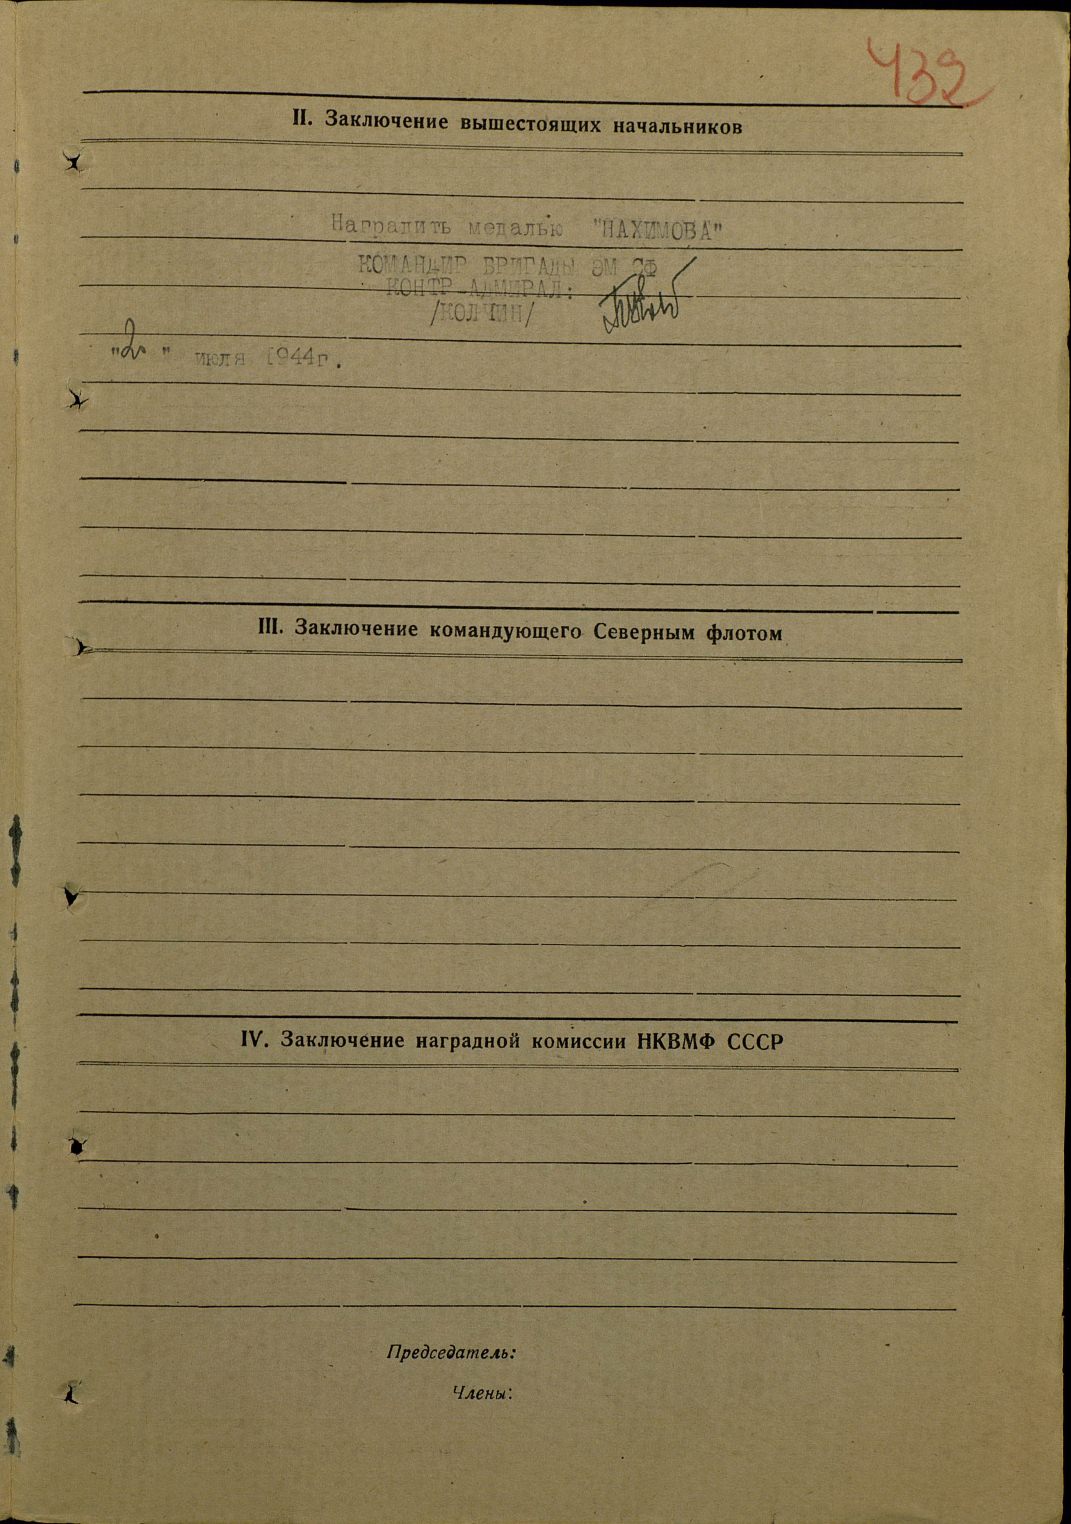 432
II. Заключение вышестоящих начальников
Наградить медалью "НАХИМОВА"
КОМАНДИР БРИГАДЫ ЭМ СФ
КОНТР-АДМИРАЛ:
/КОЛЧИН/
"2" июля 1944г.
III. Заключение командующего Северным флотом
IV. Заключение наградной комиссии НКВМФ СССР
Председатель:
Члены: